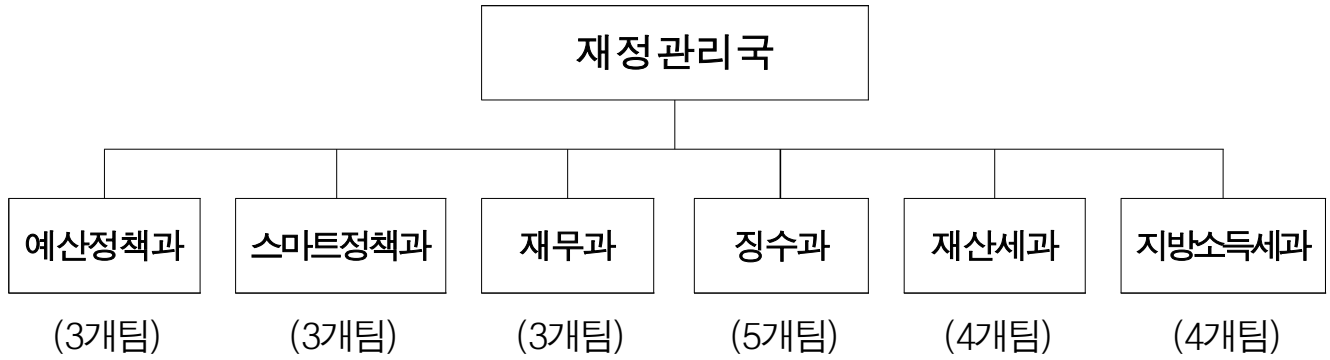 재정관리국
예산정책과 스마트정책과 재무과 징수과 재산세과 지방소득세과
(3개팀) (3개팀) (3개팀) (5개팀) (4개팀) (4개팀)